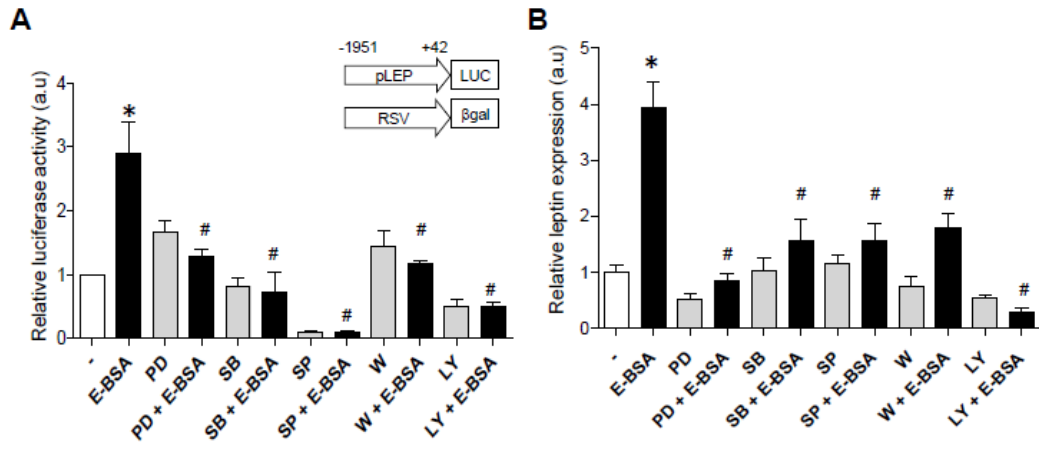 A
-1951 +42
pLEP LUC
RSV βgal
Relative luciferase activity (a.u)
4
3
2
1
0
*
#
#
#
#
#
-
E-BSA
PD
PD + E-BSA
SB
SB + E-BSA
SP
SP + E-BSA
W
W + E-BSA
LY
LY + E-BSA
B
Relative leptin expression (a.u)
5
4
3
2
1
0
*
#
#
#
#
#
-
E-BSA
PD
PD + E-BSA
SB
SB + E-BSA
SP
SP + E-BSA
W
W + E-BSA
LY
LY + E-BSA